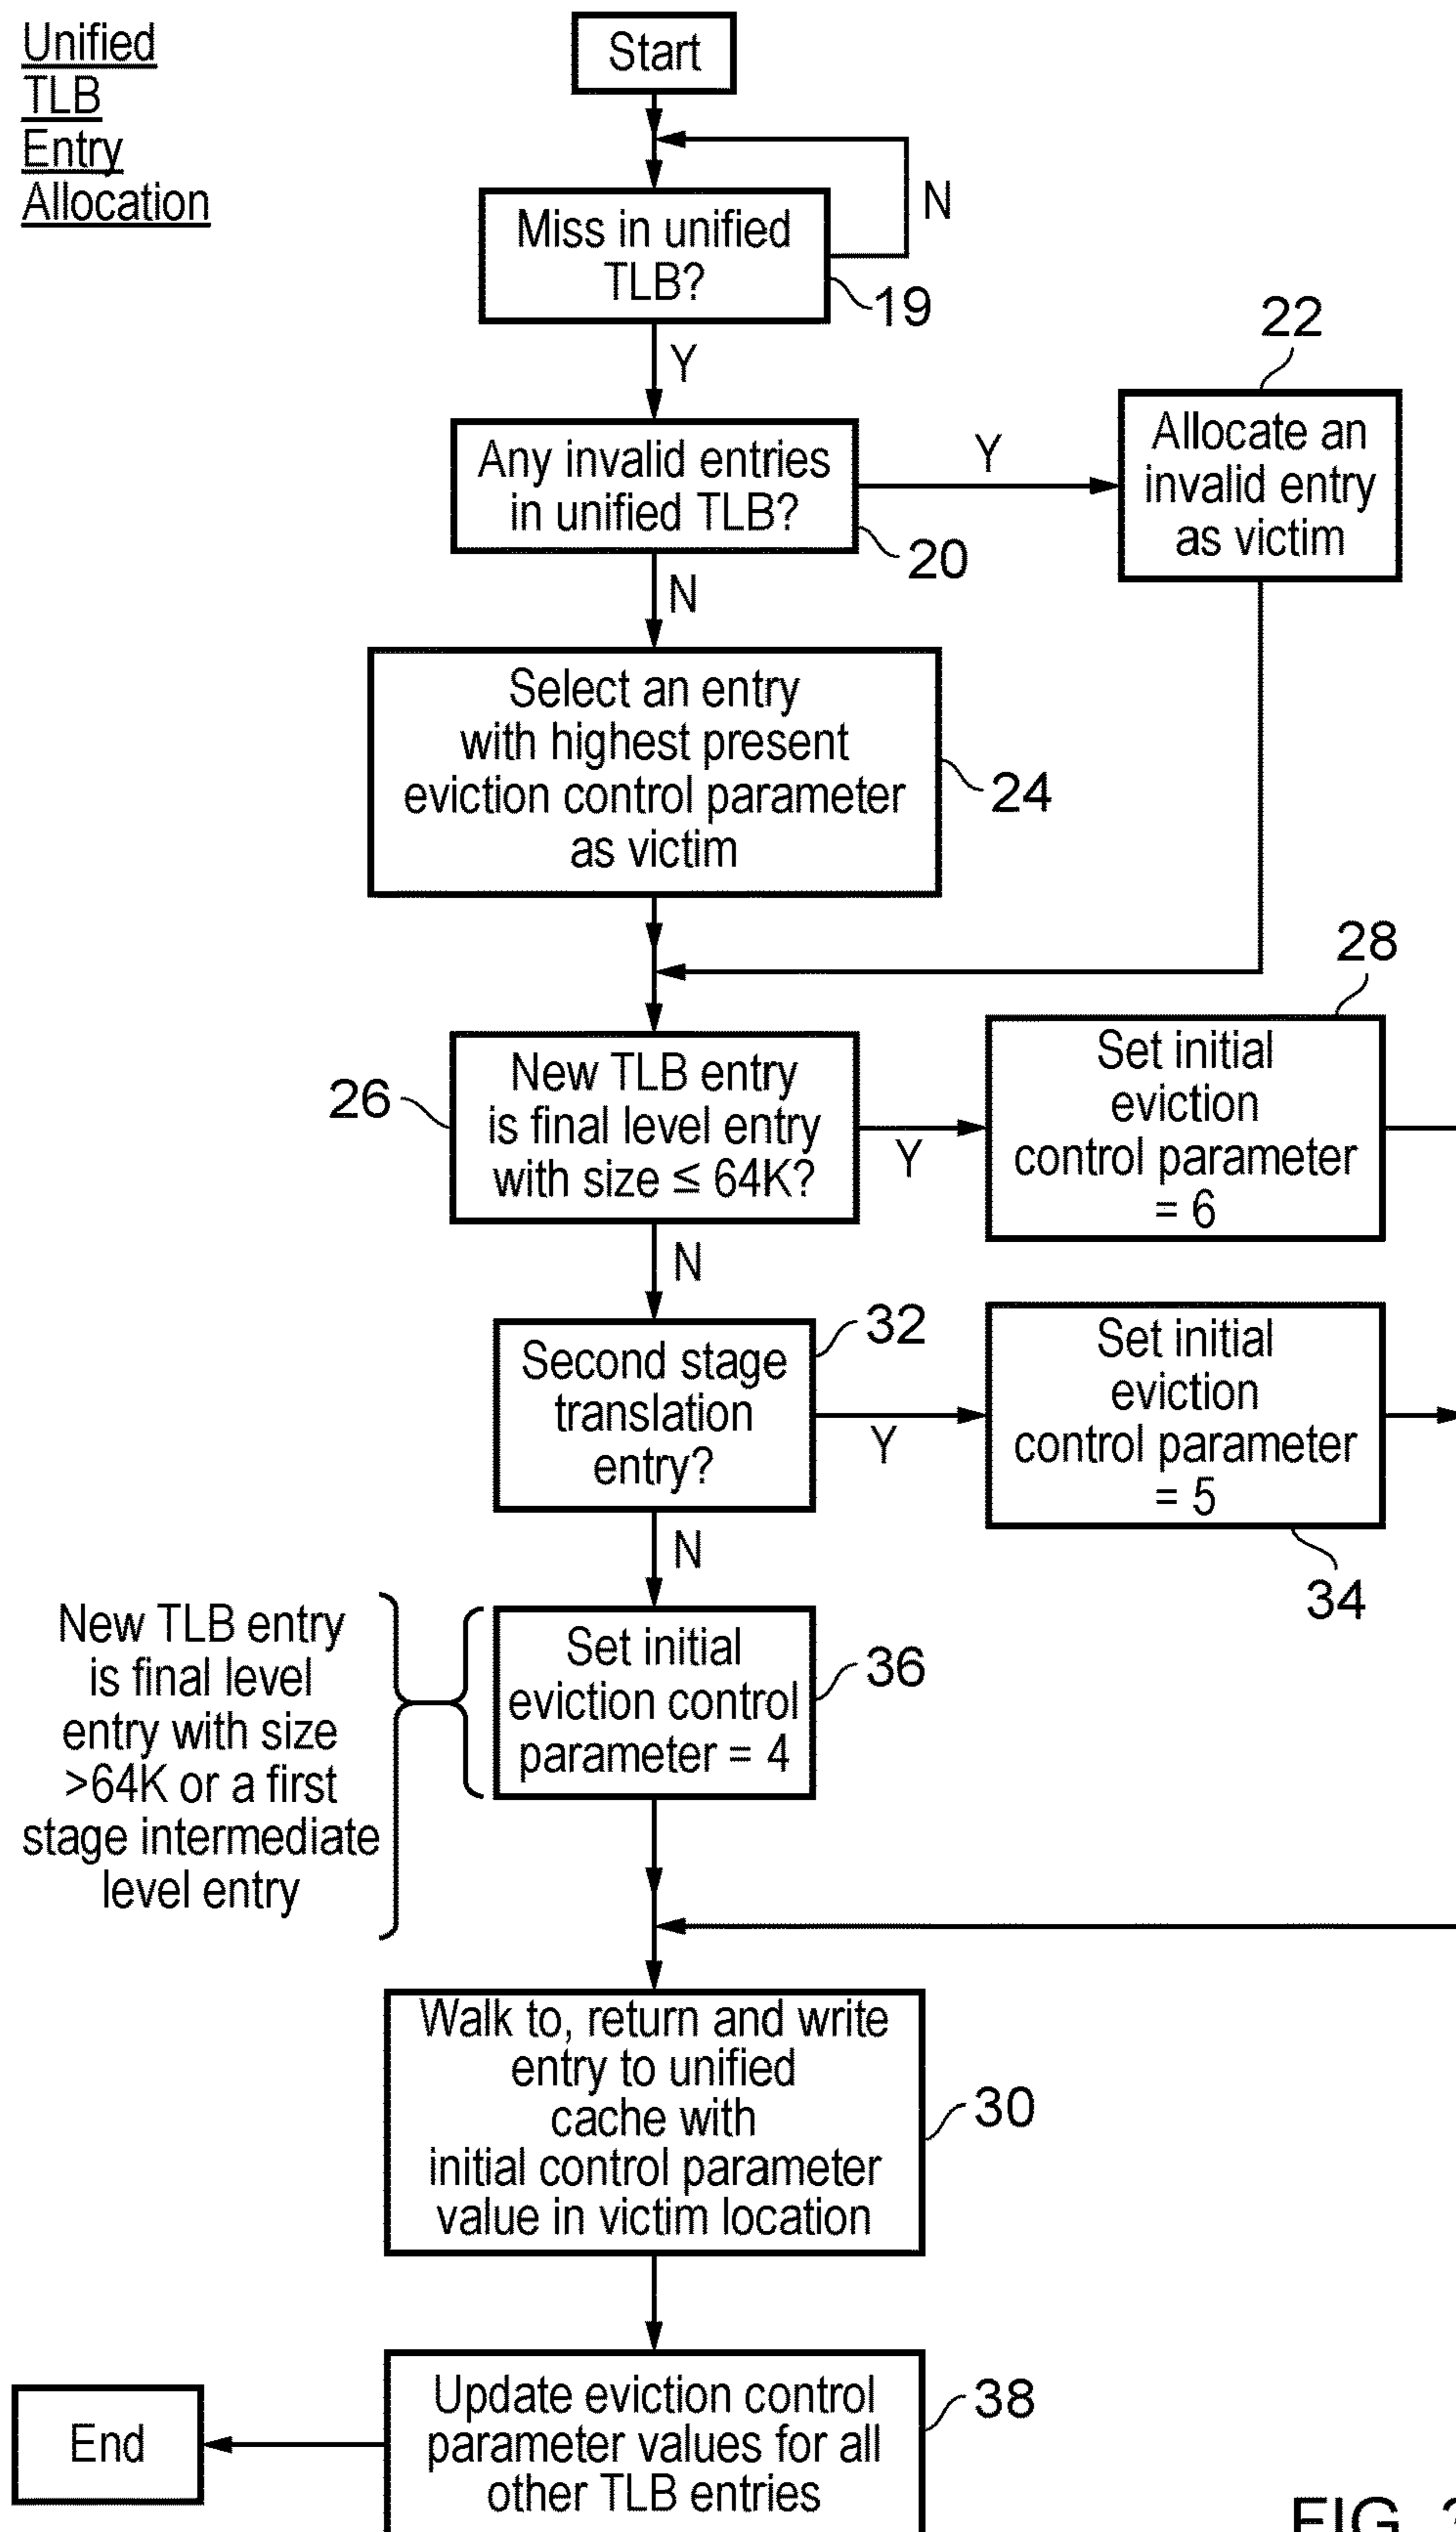 Unified
TLB
Entry
Allocation
Start
Miss in unified
TLB?
N
19
Y
Any invalid entries
in unified TLB?
20
Y
22
Allocate an
invalid entry
as victim
N
Select an entry
with highest present
eviction control parameter
as victim
24
26
New TLB entry
is final level entry
with size ≤ 64K?
Y
28
Set initial
eviction
control parameter
= 6
N
32
Second stage
translation
entry?
Y
Set initial
eviction
control parameter
= 5
34
N
New TLB entry
is final level
entry with size
>64K or a first
stage intermediate
level entry
Set initial
eviction control
parameter = 4
36
Walk to, return and write
entry to unified
cache with
initial control parameter
value in victim location
30
Update eviction control
parameter values for all
other TLB entries
38
End
FIG.